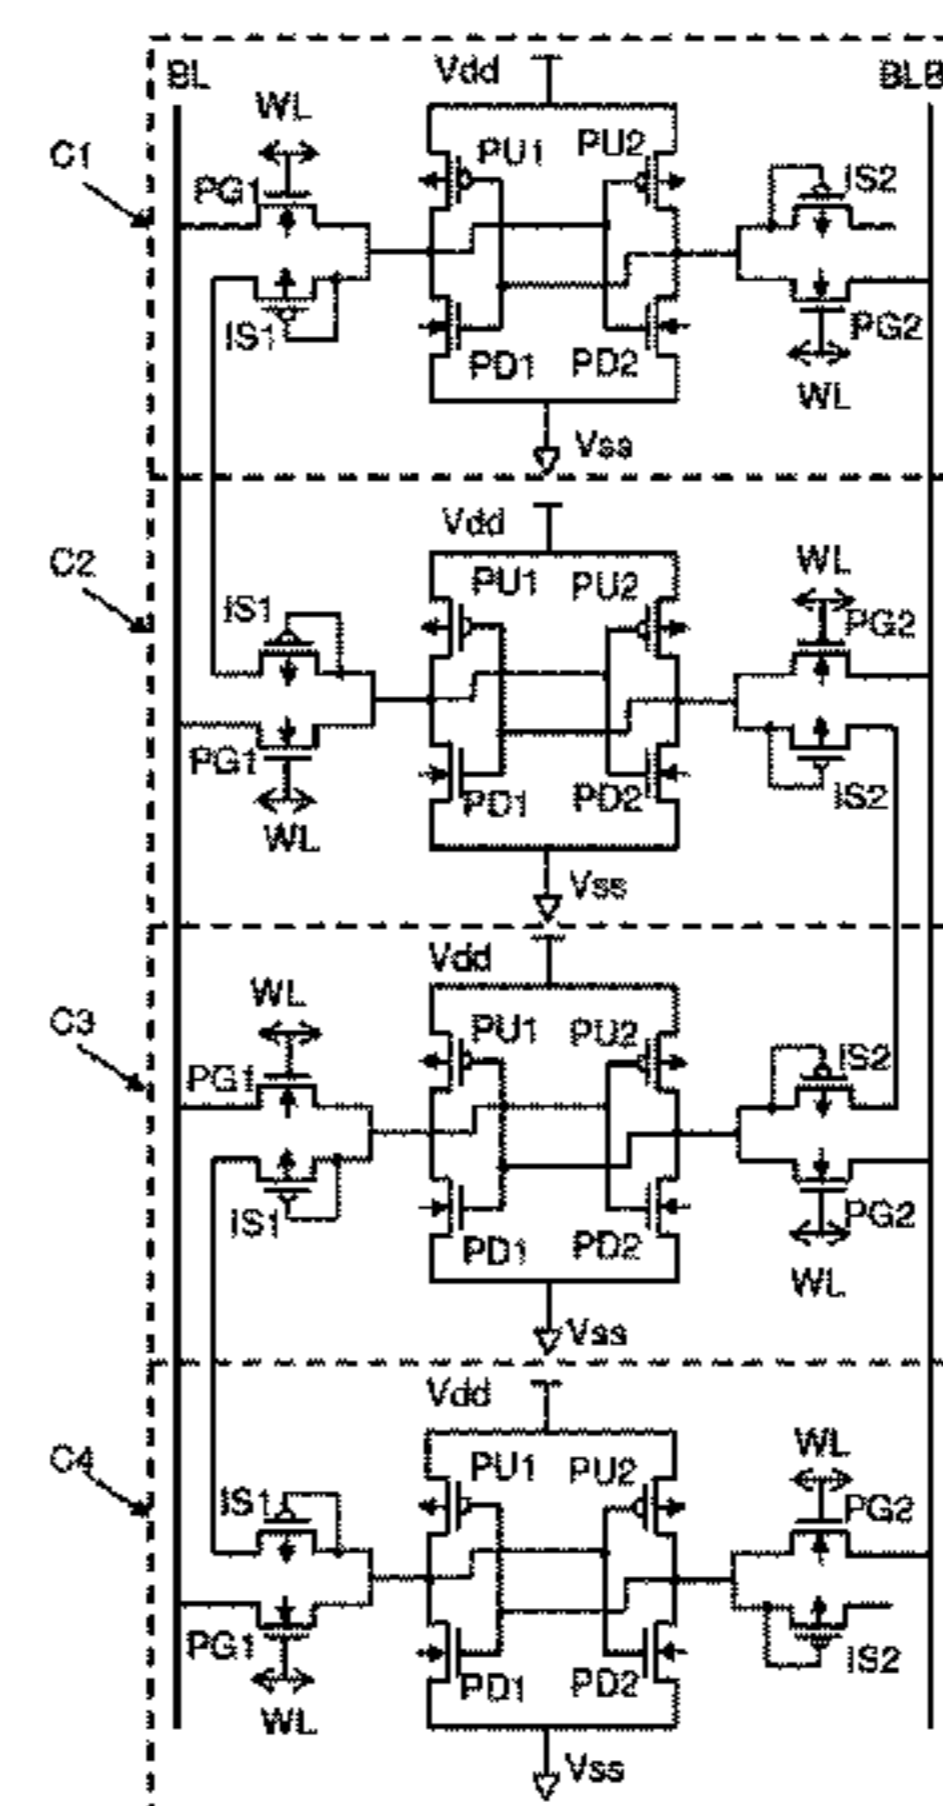 BL
Vdd
BLB
WL
C1
PU1
PU2
PG1
IS2
IS1
PD1
PD2
PG2
WL
Vss
Vdd
C2
PU1
PU2
WL
IS1
PG2
PG1
PD1
PD2
IS2
WL
Vss
Vdd
WL
C3
PU1
PU2
IS2
PG1
IS1
PD1
PD2
PG2
WL
Vss
Vdd
C4
PU1
PU2
WL
IS1
PG2
PG1
PD1
PD2
IS2
WL
Vss